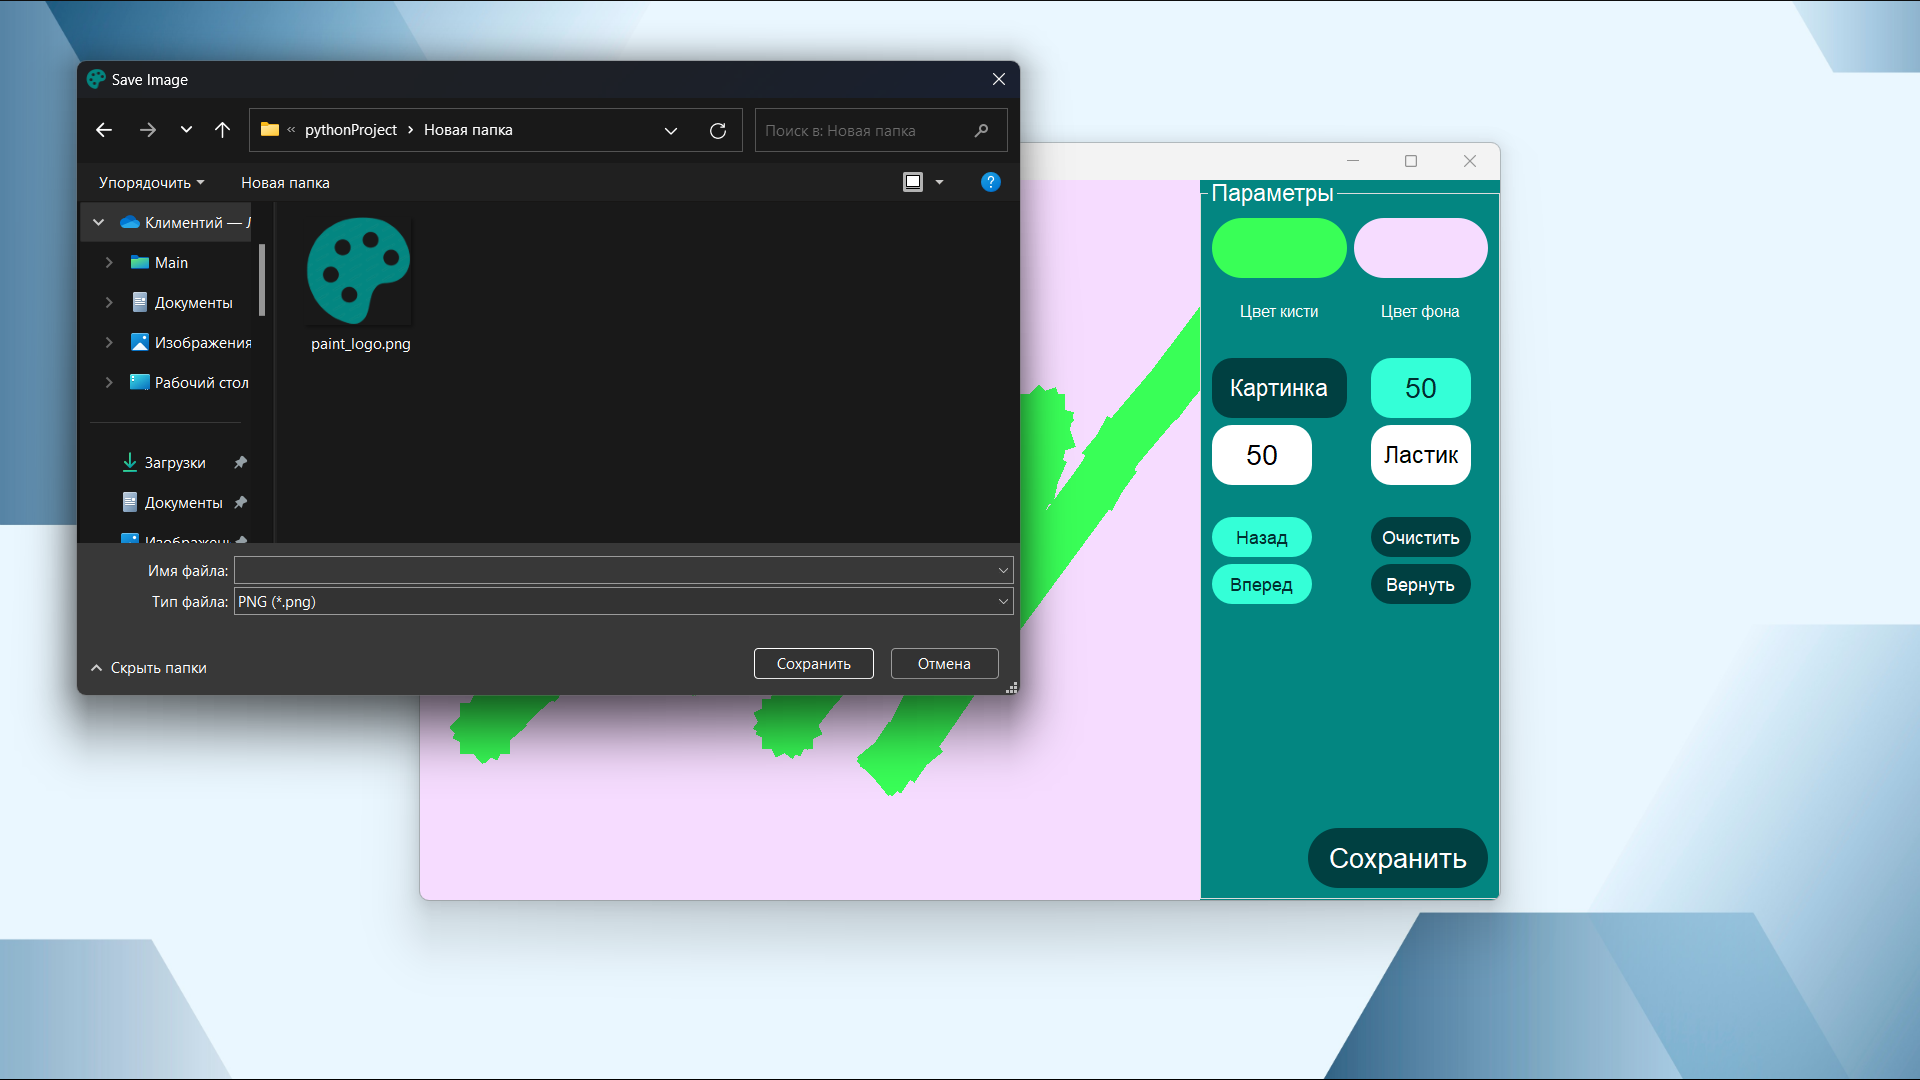 Save Image
« pythonProject › Новая папка
Поиск в: Новая папка
Упорядочить
Новая папка
?
Климентий —
Main
Документы
Изображения
Рабочий стол
Загрузки
Документы
paint_logo.png
Имя файла:
Тип файла: PNG (*.png)
Скрыть папки
Сохранить
Отмена
Параметры
Цвет кисти
Цвет фона
Картинка
50
50
Ластик
Назад
Очистить
Вперед
Вернуть
Сохранить